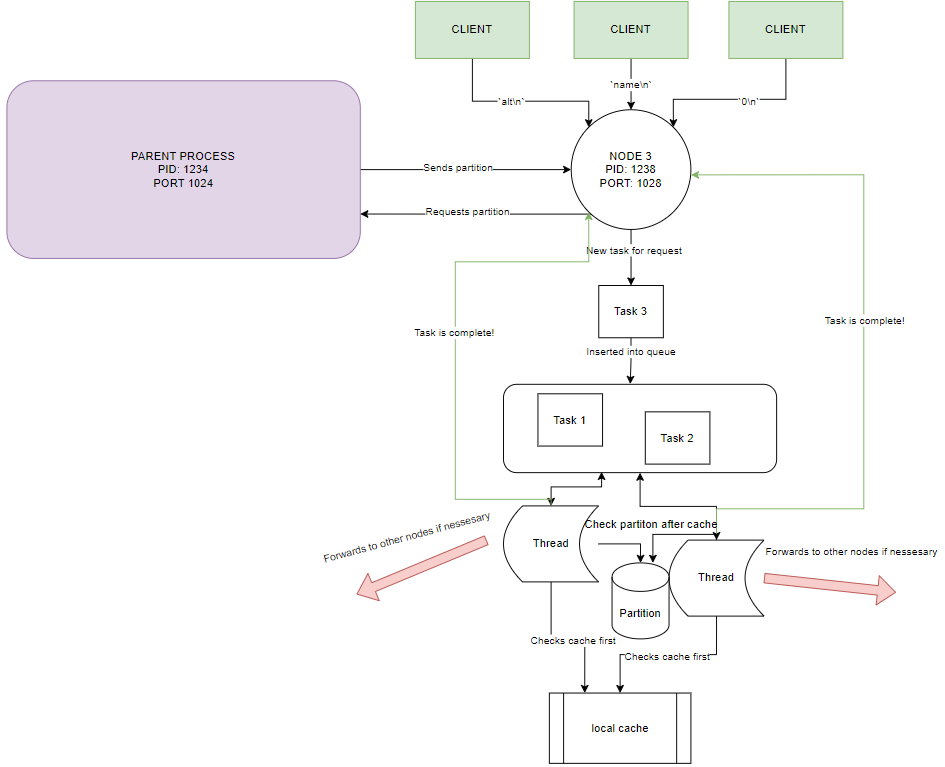 CLIENT
CLIENT
CLIENT
`alt\n`
`name\n`
`0\n`
PARENT PROCESS
PID: 1234
PORT 1024
Sends partition
Requests partition
NODE 3
PID: 1238
PORT: 1028
New task for request
Task 3
Task is complete!
Task is complete!
Inserted into queue
Task 1
Task 2
Forwards to other nodes if nessesary
Check partiton after cache
Thread
Forwards to other nodes if nessesary
Thread
Partition
Checks cache first
Checks cache first
local cache